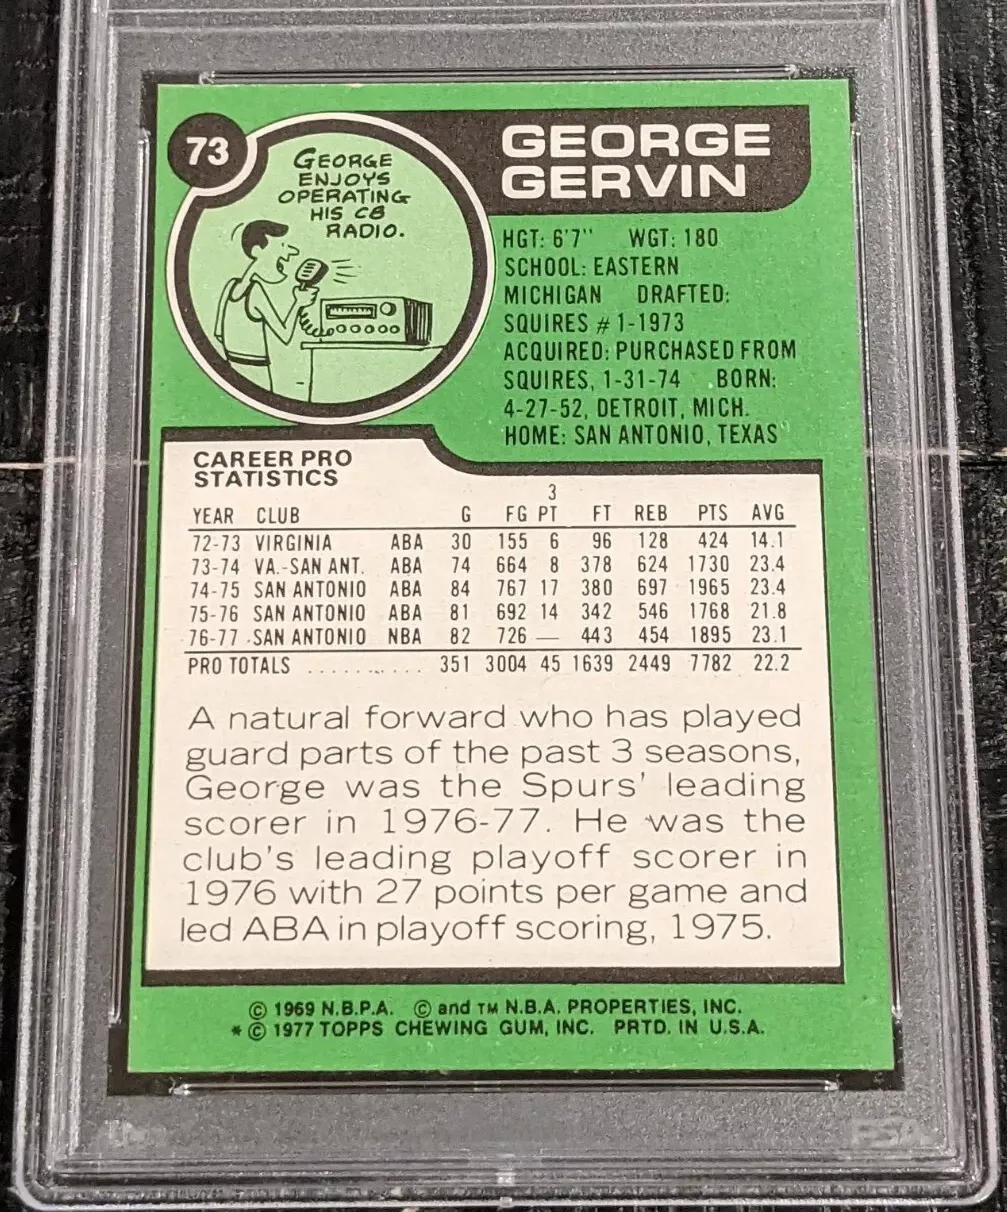 73
GEORGE
ENJOYS
OPERATING
HIS CB
RADIO.
GEORGE
GERVIN
HGT: 6'7" WGT: 180
SCHOOL: EASTERN
MICHIGAN DRAFTED:
SQUIRES #1-1973
ACQUIRED: PURCHASED FROM
SQUIRES, 1-31-74 BORN:
4-27-52, DETROIT, MICH.
HOME: SAN ANTONIO, TEXAS
CAREER PRO
STATISTICS
3
YEAR CLUB G FG PT FT REB PTS AVG
72-73 VIRGINIA ABA 30 155 6 96 128 424 14.1
73-74 VA.-SAN ANT. ABA 74 664 8 378 624 1730 23.4
74-75 SAN ANTONIO ABA 84 767 17 380 697 1965 23.4
75-76 SAN ANTONIO ABA 81 692 14 342 546 1768 21.8
76-77 SAN ANTONIO NBA 82 726 — 443 454 1895 23.1
PRO TOTALS .......... 351 3004 45 1639 2449 7782 22.2
A natural forward who has played
guard parts of the past 3 seasons,
George was the Spurs' leading
scorer in 1976-77. He was the
club's leading playoff scorer in
1976 with 27 points per game and
led ABA in playoff scoring, 1975.
© 1969 N.B.P.A. © and TM N.B.A. PROPERTIES, INC.
* © 1977 TOPPS CHEWING GUM, INC. PRTD. IN U.S.A.
PSA